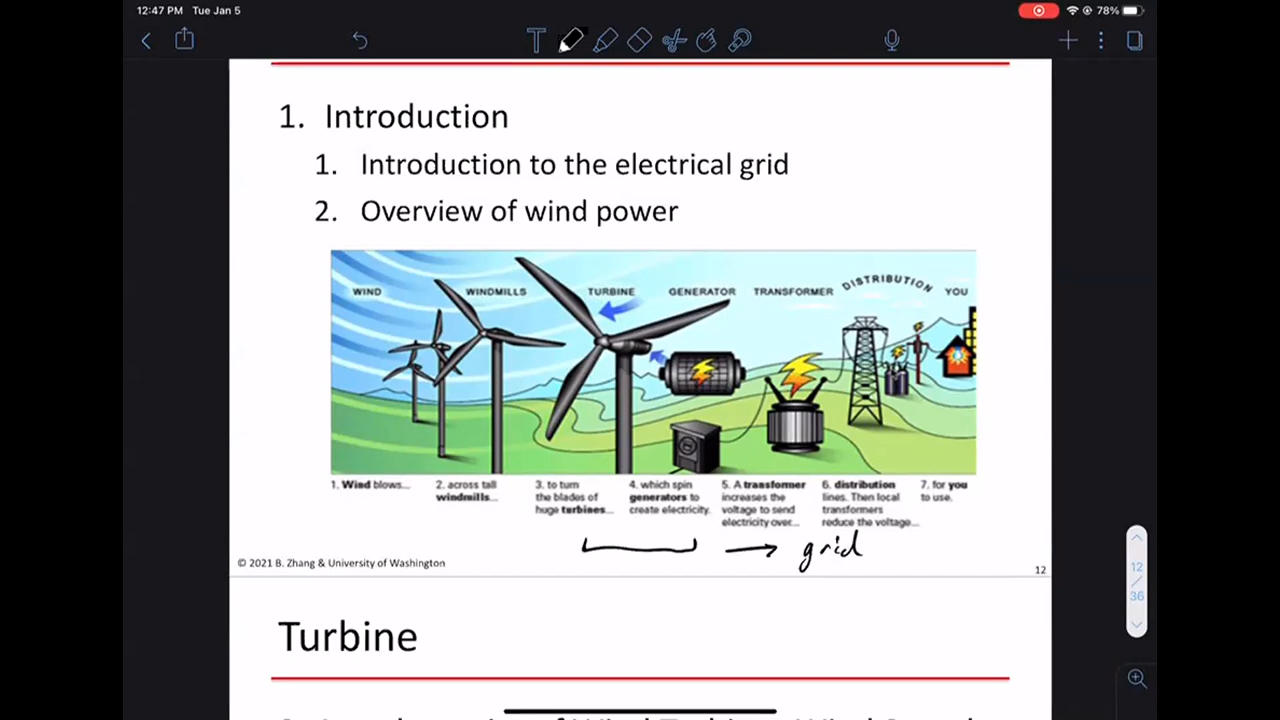 12:47 PM Tue Jan 5
78%
1. Introduction
1. Introduction to the electrical grid
2. Overview of wind power
WIND WINDMILLS TURBINE GENERATOR TRANSFORMER DISTRIBUTION YOU
1. Wind blows...
2. across tall
windmills...
3. to turn
the blades of
huge turbines...
4. which spin
generators to
create electricity.
5. A transformer
increases the
voltage to send
electricity over...
6. distribution
lines. Then local
transformers
reduce the voltage...
7. for you
to use.
grid
© 2021 B. Zhang & University of Washington
12
12
/
36
Turbine